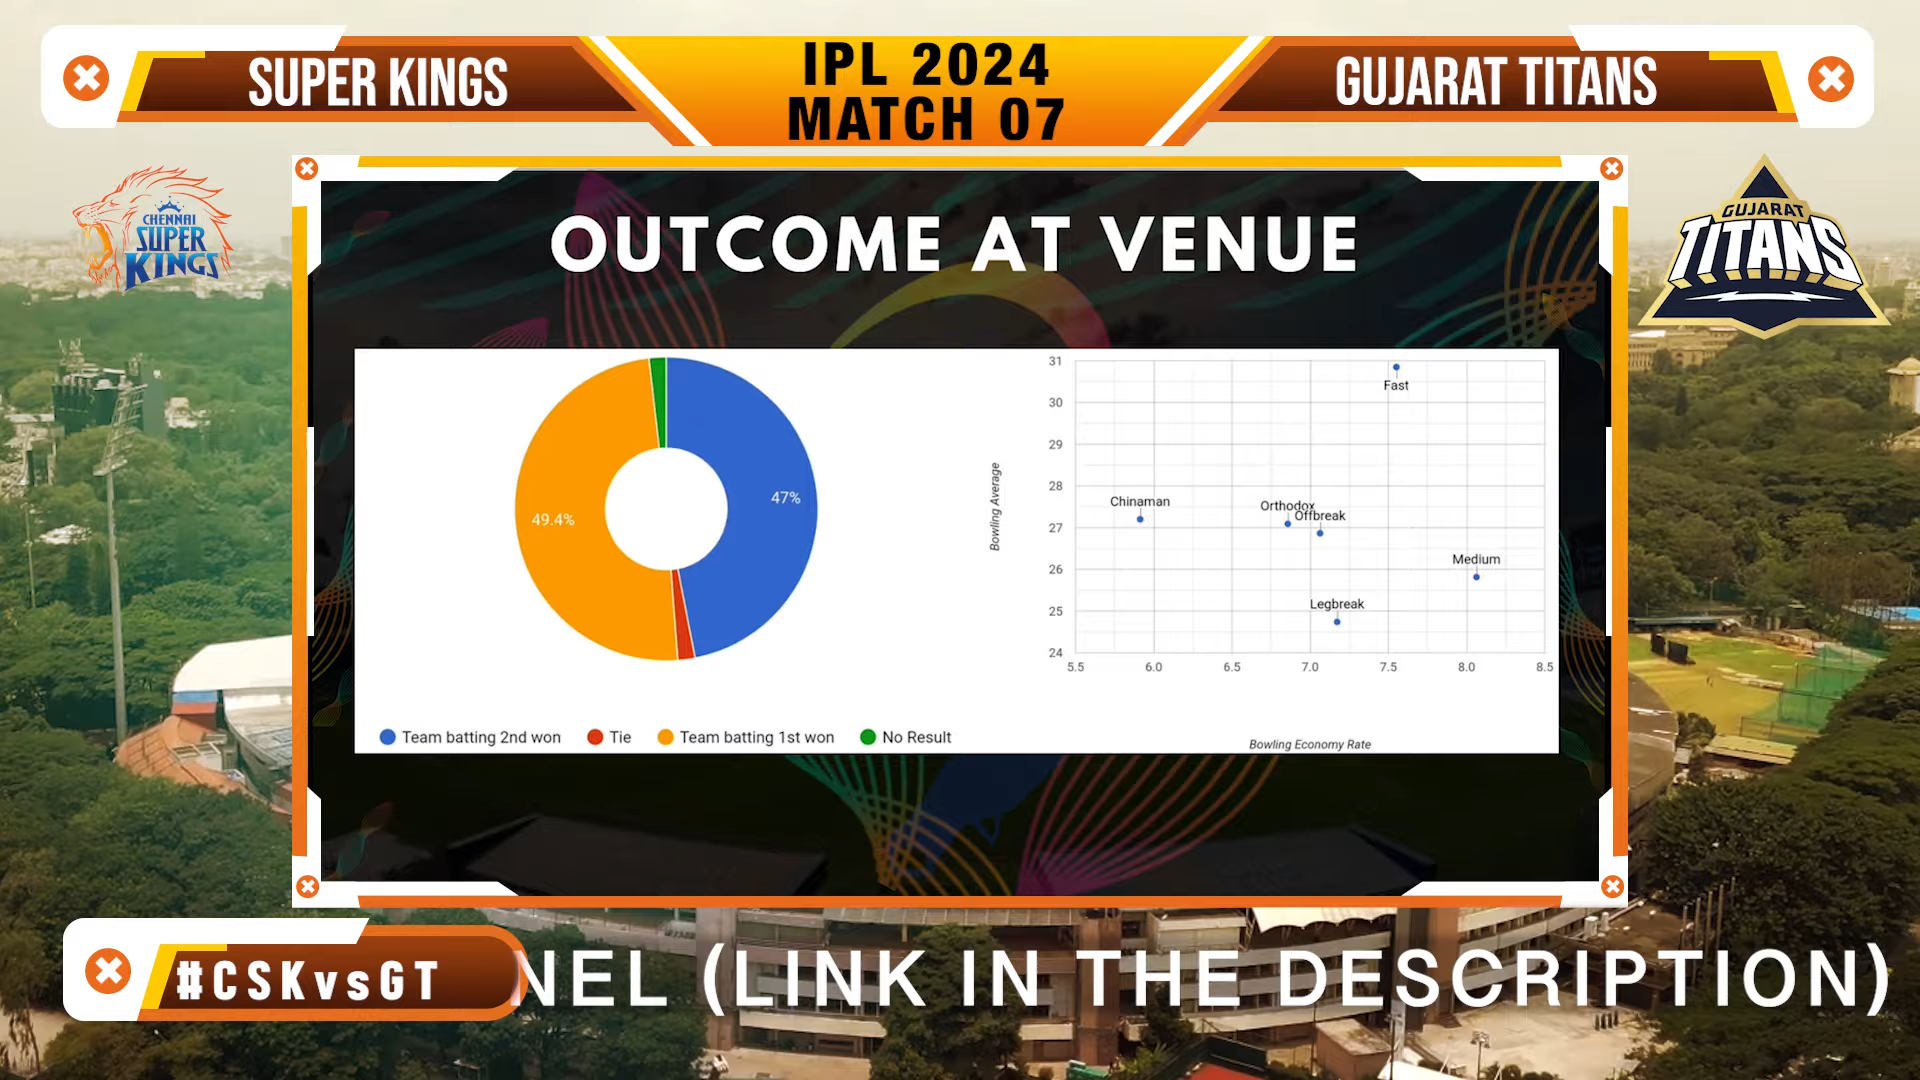 SUPER KINGS
IPL 2024
MATCH 07
GUJARAT TITANS
CHENNAI
SUPER
KINGS
GUJARAT
TITANS
OUTCOME AT VENUE
47%
49.4%
Team batting 2nd won
Tie
Team batting 1st won
No Result
31
30
29
28
27
26
25
24
Bowling Average
Fast
Chinaman
Orthodox
Offbreak
Medium
Legbreak
5.5
6.0
6.5
7.0
7.5
8.0
8.5
Bowling Economy Rate
#CSKvsGT
NEL (LINK IN THE DESCRIPTION)